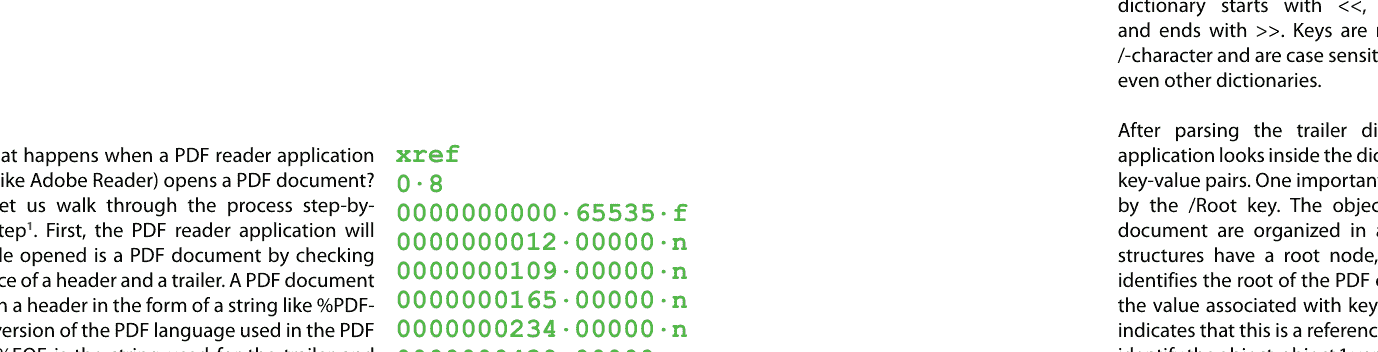 at happens when a PDF reader application
ike Adobe Reader) opens a PDF document?
et us walk through the process step-by-
tep¹. First, the PDF reader application will
le opened is a PDF document by checking
ce of a header and a trailer. A PDF document
n a header in the form of a string like %PDF-
version of the PDF language used in the PDF
xref
0·8
0000000000·65535·f
0000000012·00000·n
0000000109·00000·n
0000000165·00000·n
0000000234·00000·n
dictionary starts with <<,
and ends with >>. Keys are
/-character and are case sensit
even other dictionaries.
After parsing the trailer di
application looks inside the dic
key-value pairs. One important
by the /Root key. The objec
document are organized in a
structures have a root node,
identifies the root of the PDF
the value associated with key
indicates that this is a referenc